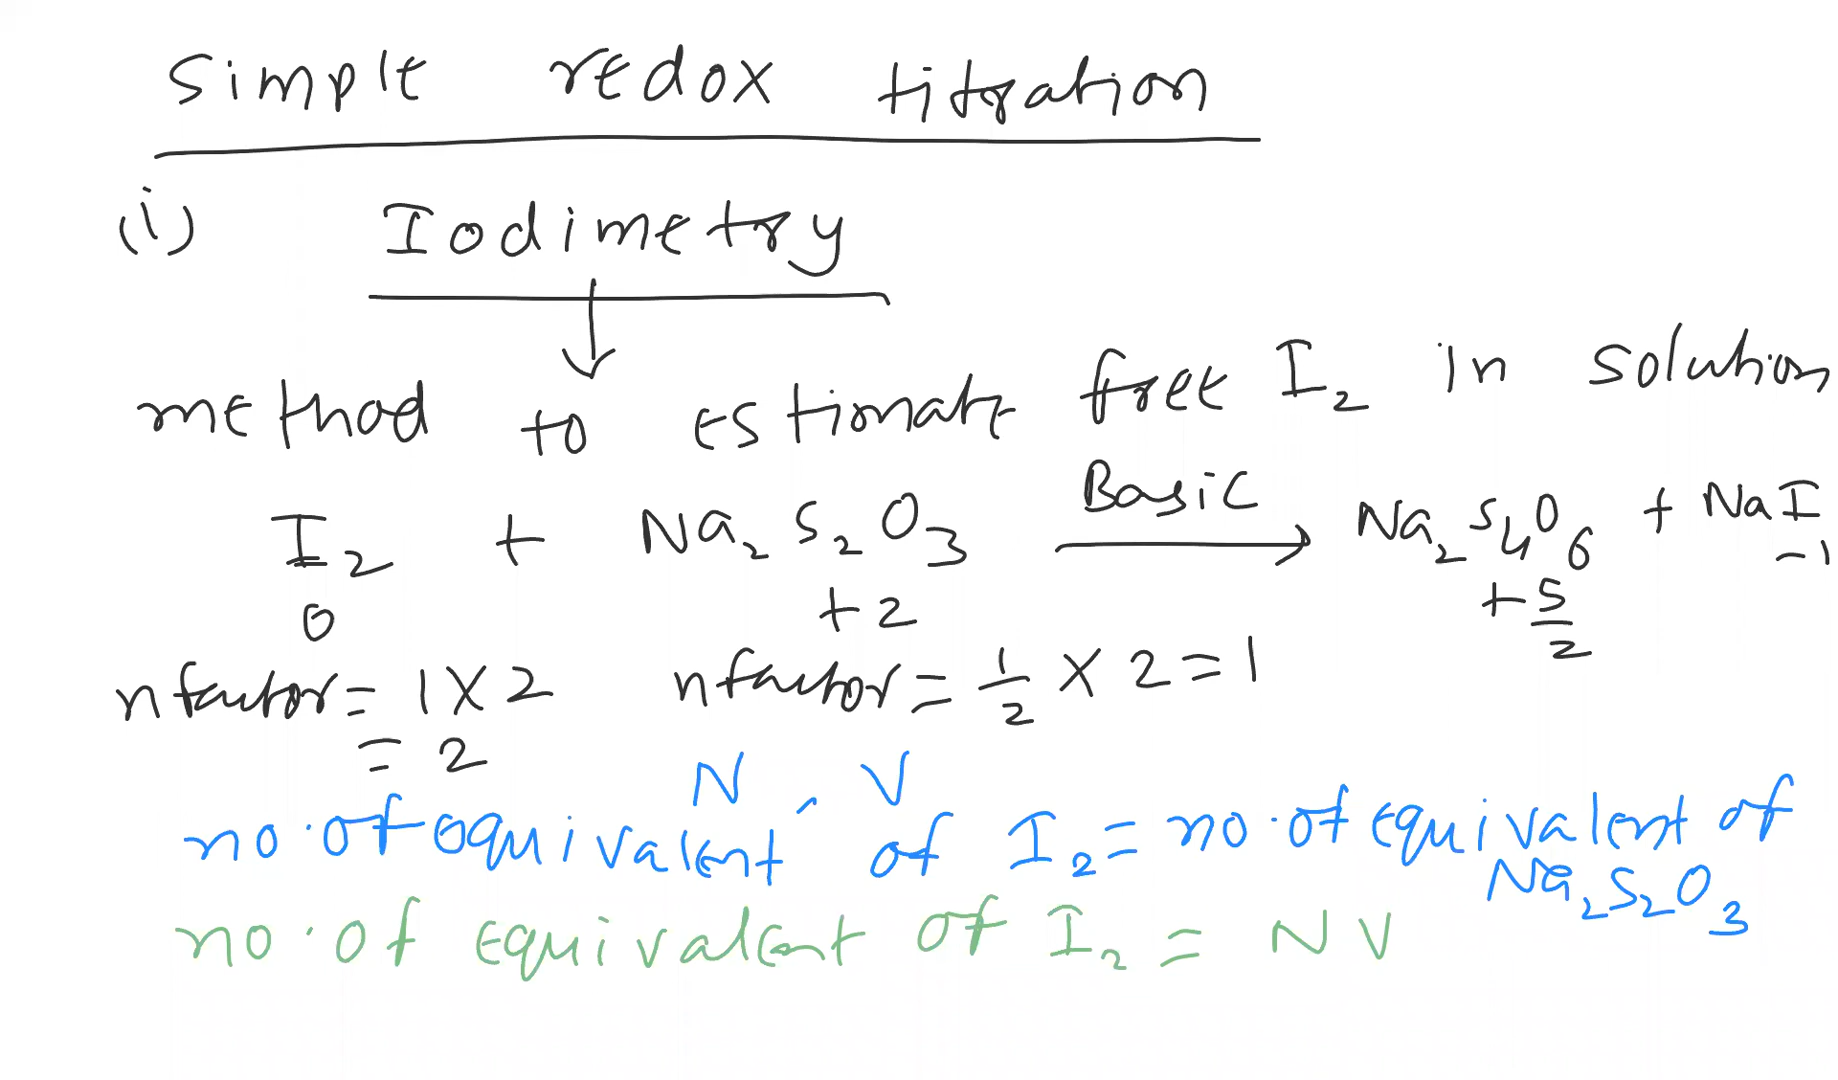 Simple redox titration
(i) Iodimetry
method to estimate free I₂ in solution
I₂ + Na₂S₂O₃ Basic → Na₂S₄O₆ + NaI
0 +2 +5/2 -1
n factor = 1 X 2 n factor = 1/2 X 2 = 1
= 2
N, V
no. of equivalent of I₂ = no. of equivalent of
Na₂S₂O₃
no. of equivalent of I₂ = N V